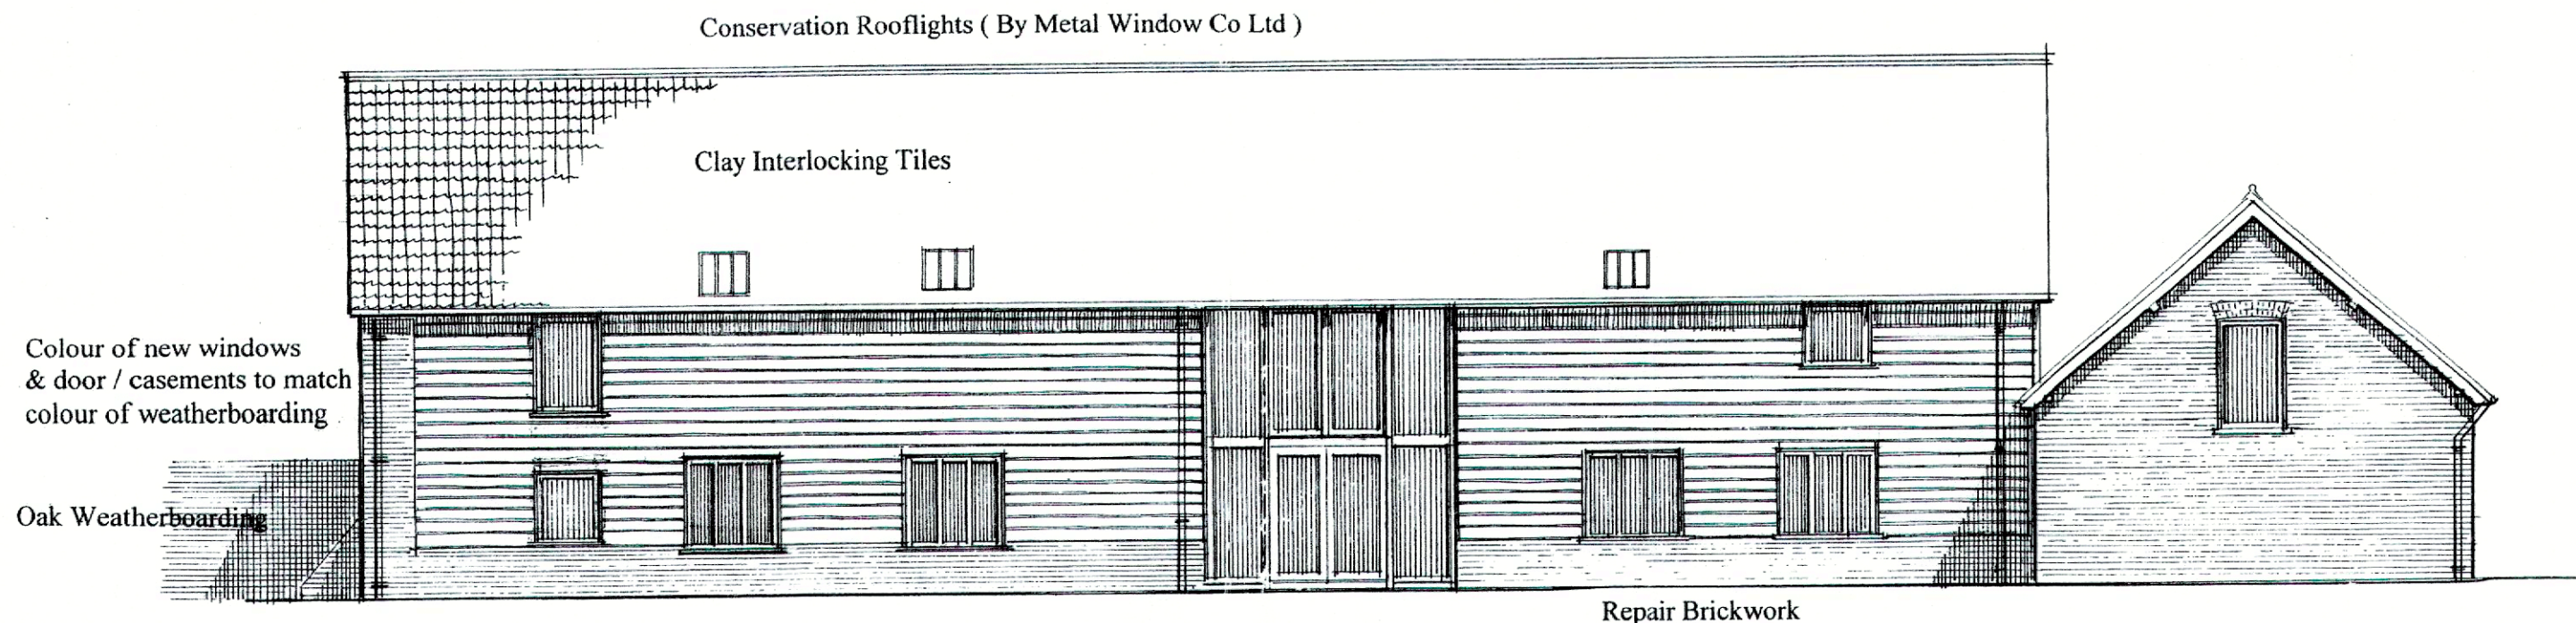 Conservation Rooflights ( By Metal Window Co Ltd )
Clay Interlocking Tiles
Colour of new windows
& door / casements to match
colour of weatherboarding
Oak Weatherboarding
Repair Brickwork